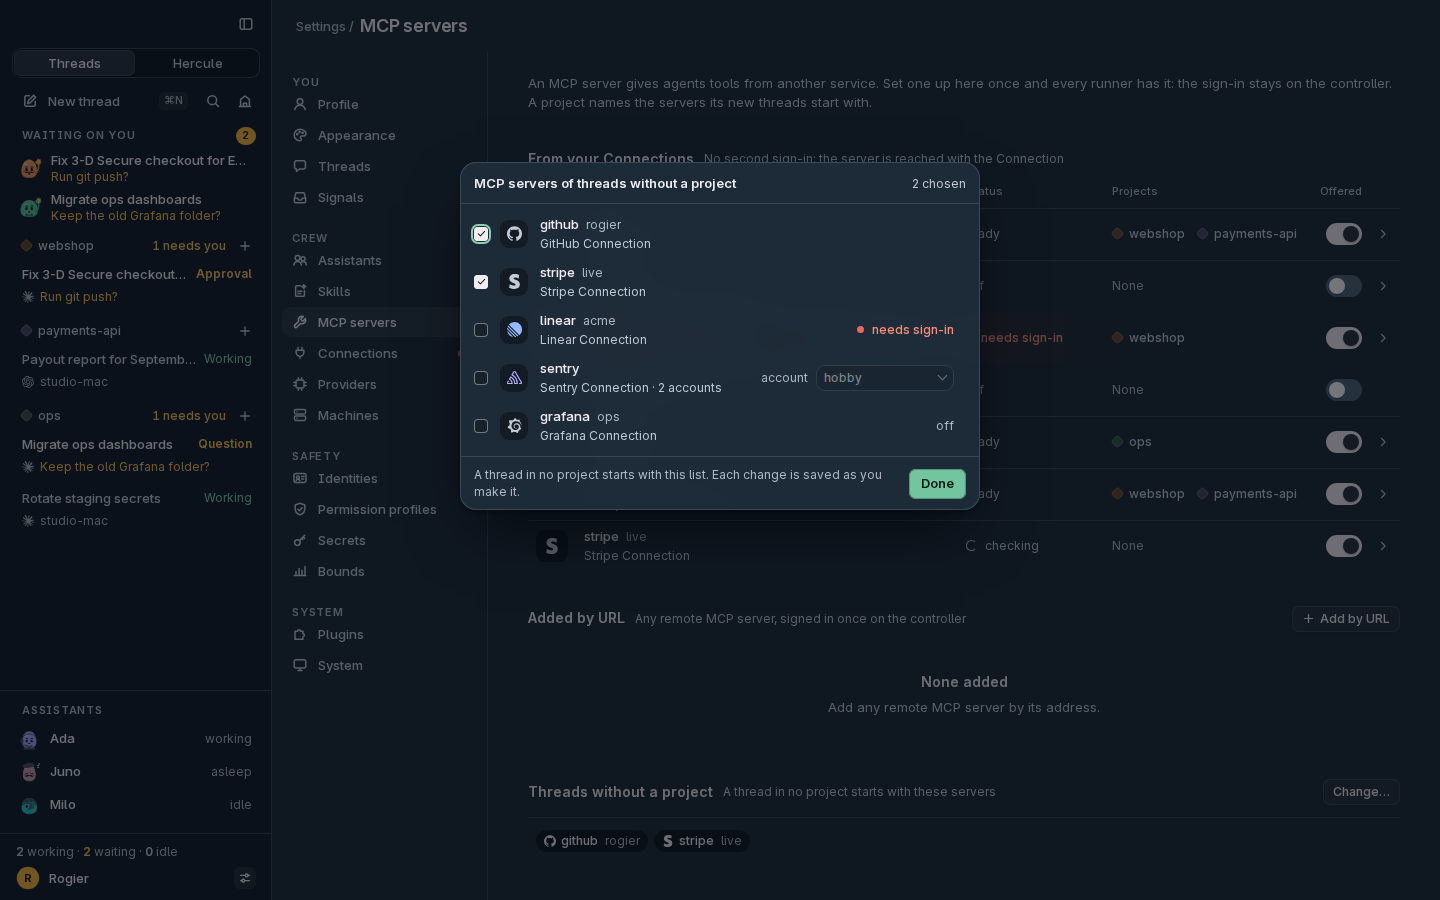 Settings / MCP servers
Threads
Hercule
New thread
⌘N
WAITING ON YOU
2
Fix 3-D Secure checkout for E…
Run git push?
Migrate ops dashboards
Keep the old Grafana folder?
webshop
1 needs you
Fix 3-D Secure checkout…
Approval
Run git push?
payments-api
Payout report for Septemb…
Working
studio-mac
ops
1 needs you
Migrate ops dashboards
Question
Keep the old Grafana folder?
Rotate staging secrets
Working
studio-mac
ASSISTANTS
Ada
working
Juno
asleep
Milo
idle
2 working · 2 waiting · 0 idle
R
Rogier
YOU
Profile
Appearance
Threads
Signals
CREW
Assistants
Skills
MCP servers
Connections
Providers
Machines
SAFETY
Identities
Permission profiles
Secrets
Bounds
SYSTEM
Plugins
System
An MCP server gives agents tools from another service. Set one up here once and every runner has it: the sign-in stays on the controller.
A project names the servers its new threads start with.
From your Connections
No second sign-in: the server is reached with the Connection
Projects
Offered
webshop
payments-api
None
needs sign-in
webshop
None
ops
webshop
payments-api
stripe live
Stripe Connection
checking
None
MCP servers of threads without a project
2 chosen
github rogier
GitHub Connection
stripe live
Stripe Connection
linear acme
Linear Connection
needs sign-in
sentry
Sentry Connection · 2 accounts
account
hobby
grafana ops
Grafana Connection
off
A thread in no project starts with this list. Each change is saved as you
make it.
Done
Added by URL
Any remote MCP server, signed in once on the controller
Add by URL
None added
Add any remote MCP server by its address.
Threads without a project
A thread in no project starts with these servers
Change…
github rogier
stripe live